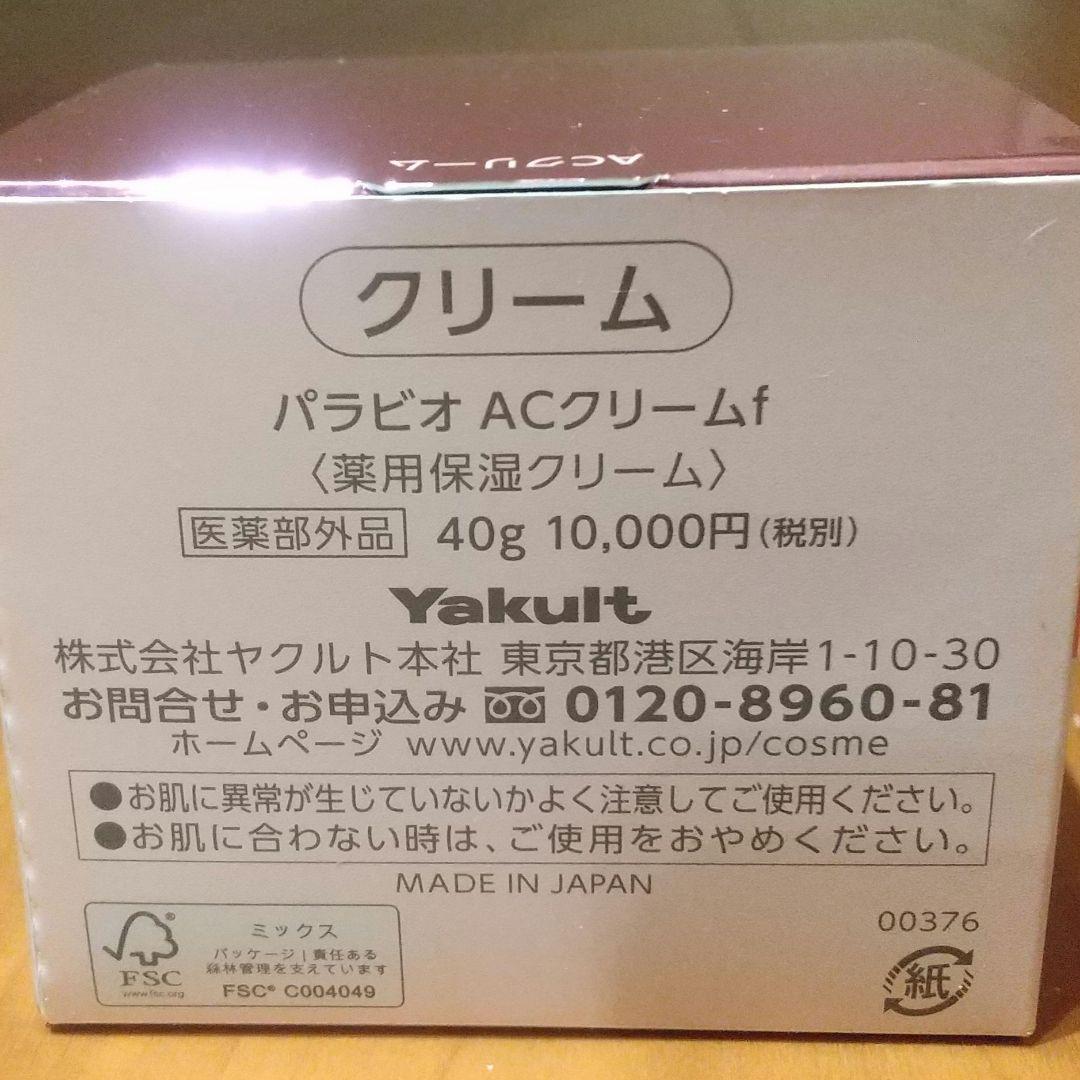 ACクリーム
クリーム
パラビオ ACクリームf
〈薬用保湿クリーム〉
医薬部外品 40g 10,000円(税別)
Yakult
株式会社ヤクルト本社 東京都港区海岸1-10-30
お問合せ・お申込み 0120-8960-81
ホームページ www.yakult.co.jp/cosme
●お肌に異常が生じていないかよく注意してご使用ください。
●お肌に合わない時は、ご使用をおやめください。
MADE IN JAPAN
00376
紙
FSC
www.fsc.org
ミックス
パッケージ | 責任ある
森林管理を支えています
FSC® C004049